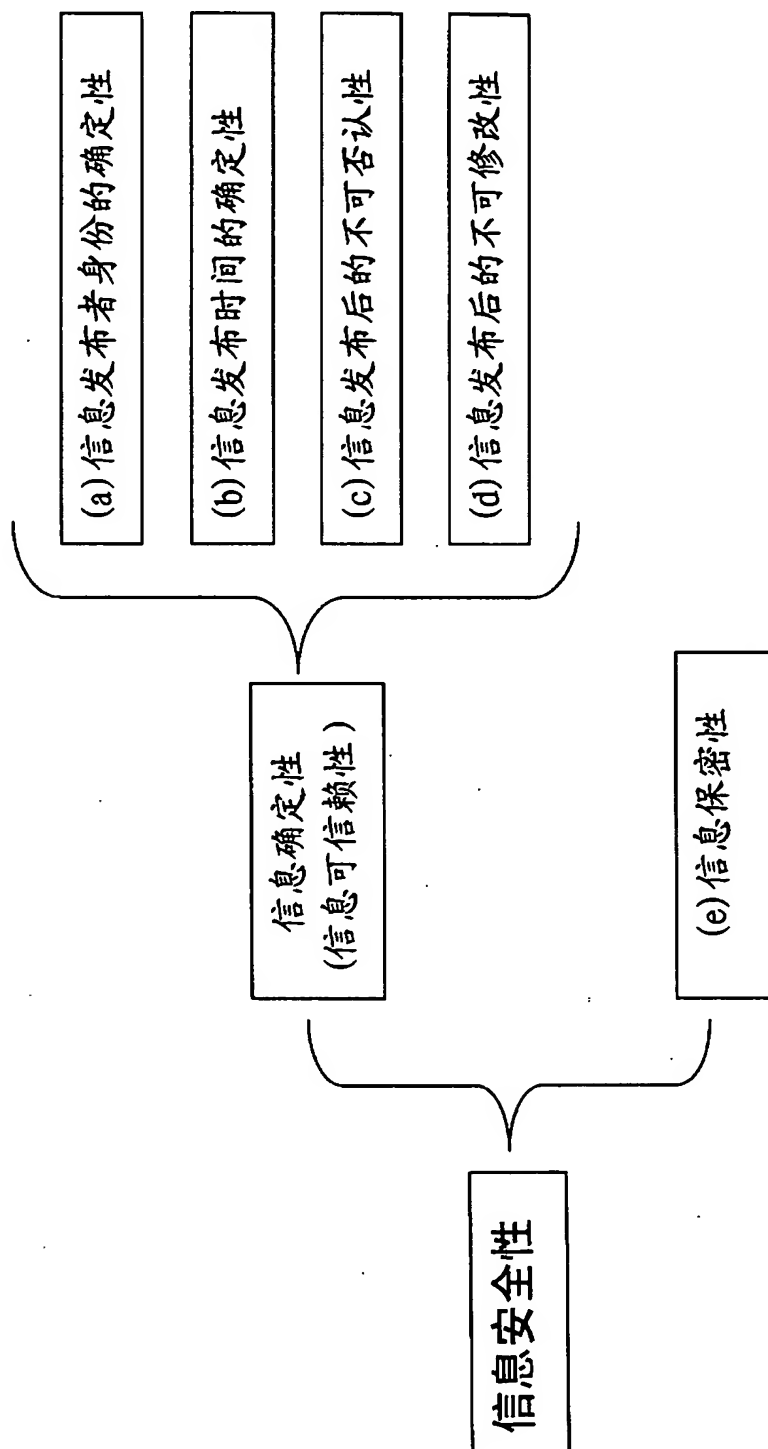 信息安全性
信息确定性
(信息可信赖性)
(a)信息发布者身份的确定性
(b)信息发布时间的确定性
(c)信息发布后的不可否认性
(d)信息发布后的不可修改性
(e)信息保密性